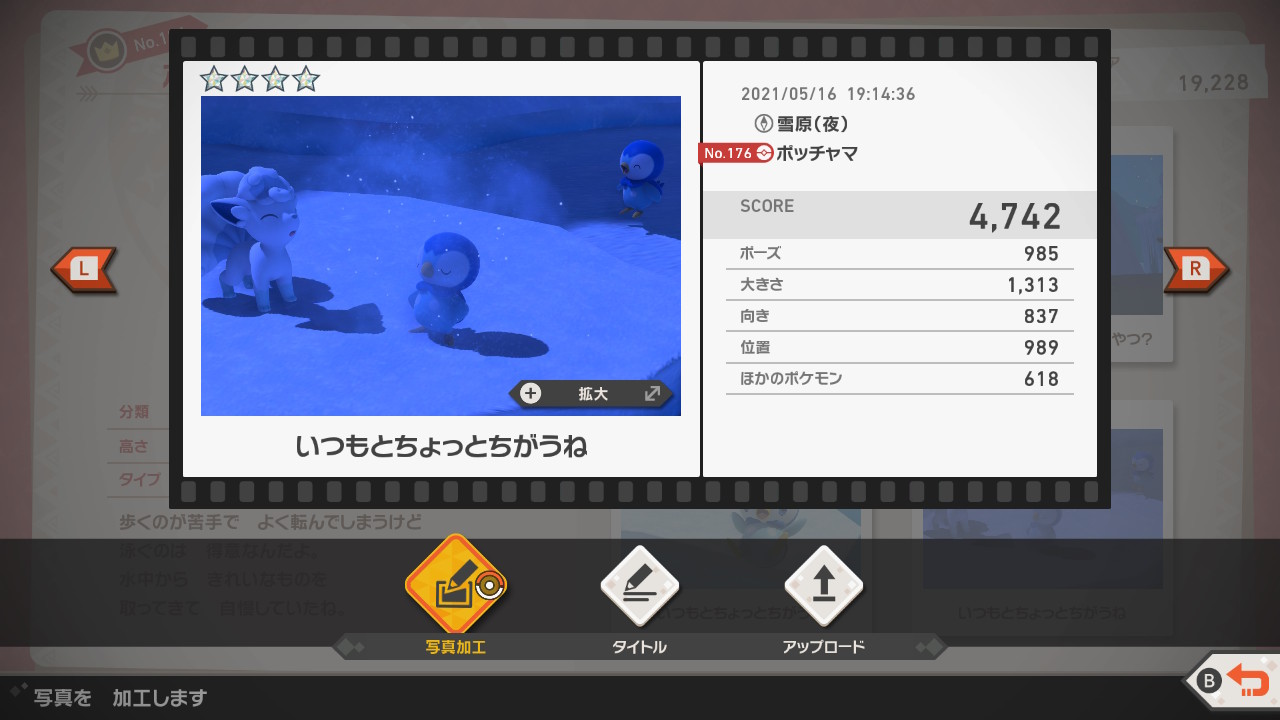 No.1
19,228
2021/05/16 19:14:36
雪原(夜)
No.176 ポッチャマ
SCORE 4,742
ポーズ 985
大きさ 1,313
向き 837
位置 989
ほかのポケモン 618
+ 拡大
いつもとちょっとちがうね
L
R
やつ?
分類
高さ
タイプ
歩くのが苦手で よく転んでしまうけど
泳ぐのは 得意なんだよ。
水中から きれいなものを
取ってきて 自慢していたね。
いつもとちょっとちが
いつもとちょっとちがうね
写真加工
タイトル
アップロード
写真を 加工します
B